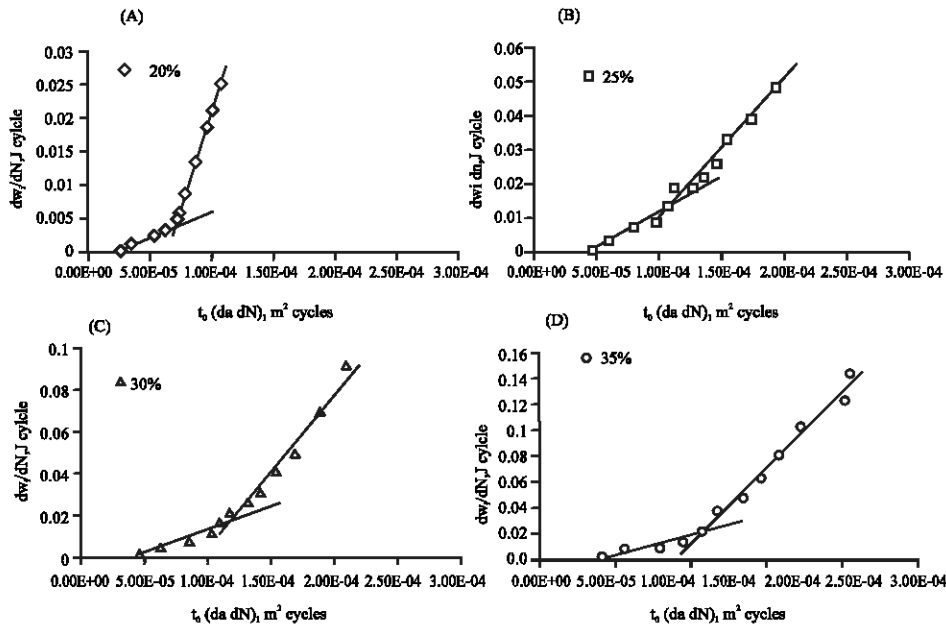 (A)
0.03
0.025
0.02
0.015
0.01
0.005
0
20%
dw/dN,J cylcle
0.00E+00 5.00E-05 1.00E-04 1.50E-04 2.00E-04 2.50E-04 3.00E-04
t₀ (da dN)₁ m² cycles
(B)
0.06
0.05
0.04
0.03
0.02
0.01
0
25%
dwi dn,J cylcle
0.00E+00 5.00E-05 1.00E-04 1.50E-04 2.00E-04 2.50E-04 3.00E-04
t₀ (da dN)₁ m² cycles
(C)
0.1
0.08
0.06
0.04
0.02
0
30%
dw/dN,J cylcle
0.00E+00 5.00E-05 1.00E-04 1.50E-04 2.00E-04 2.50E-04 3.00E-04
t₀ (da dN)₁ m² cycles
(D)
0.16
0.14
0.12
0.1
0.08
0.06
0.04
0.02
0.0
35%
dw/dN,J cylcle
0.00E+00 5.00E-05 1.00E-04 1.50E-04 2.00E-04 2.50E-04 3.00E-04
t₀ (da dN)₁ m² cycles